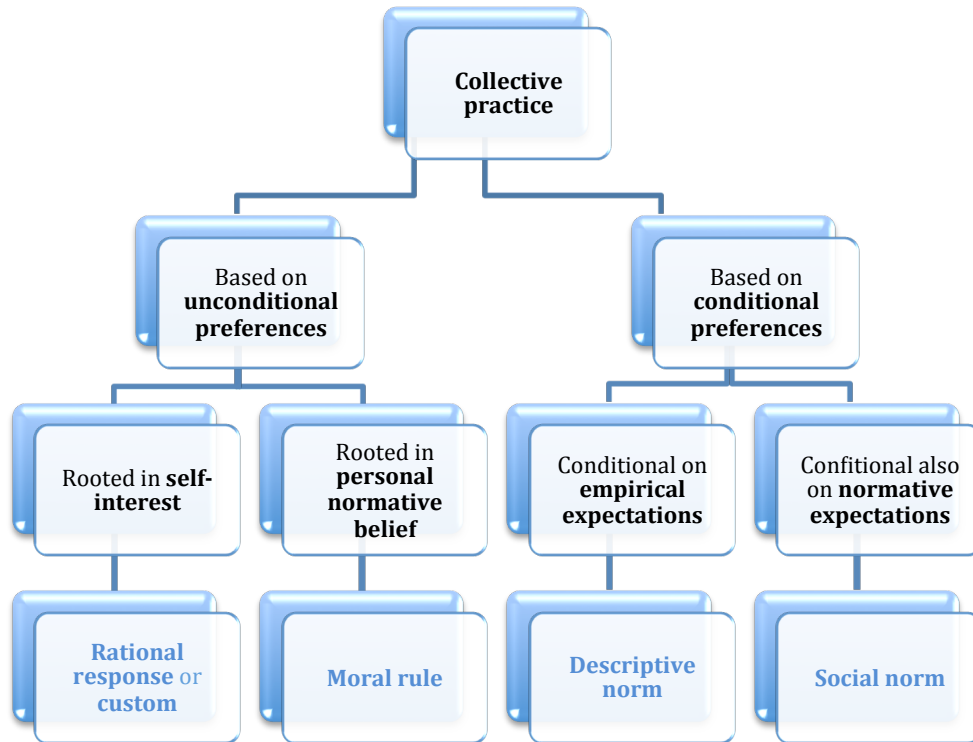 Collective
practice
Based on
unconditional
preferences
Based on
conditional
preferences
Rooted in self-
interest
Rooted in
personal
normative
belief
Conditional on
empirical
expectations
Confitional also
on normative
expectations
Rational
response or
custom
Moral rule
Descriptive
norm
Social norm